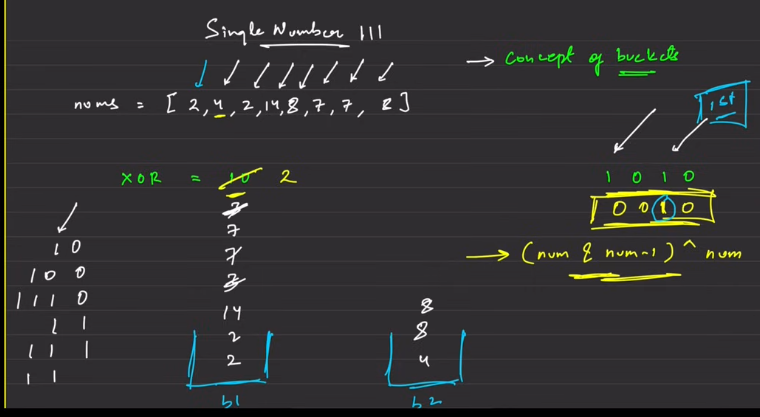 Single Number III
→ Concept of buckets
nums = [ 2, 4, 2, 14, 8, 7, 7, 8 ]
1st
XOR = 10 2
1 0 1 0
0 0 1 0
→ (num & num-1) ^ num
1 0
1 0 0
1 1 1 0
1 1
1 1 1
1 1
7
7
14
2
2
b1
8
8
4
b2